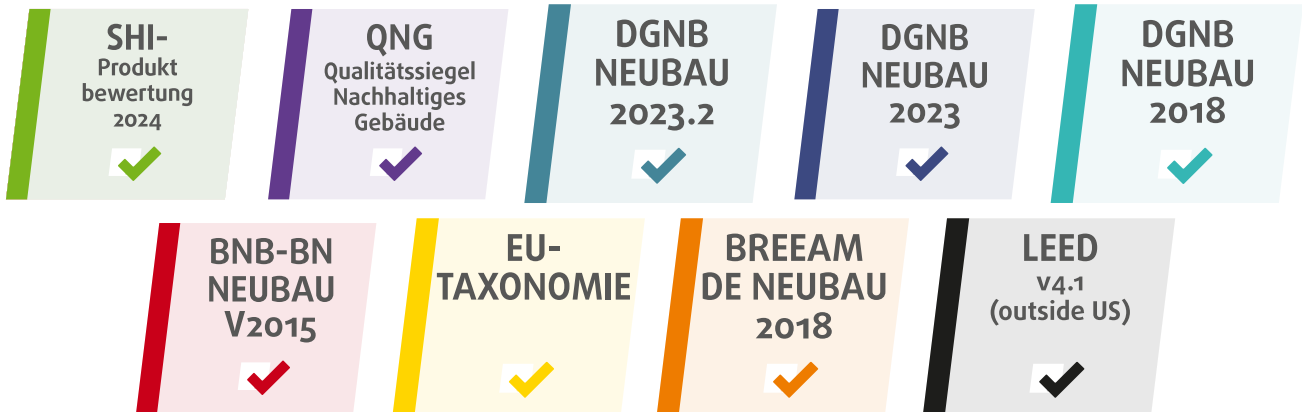 SHI-
Produkt
bewertung
2024
QNG
Qualitätssiegel
Nachhaltiges
Gebäude
DGNB
NEUBAU
2023.2
DGNB
NEUBAU
2023
DGNB
NEUBAU
2018
BNB-BN
NEUBAU
V2015
EU-
TAXONOMIE
BREEAM
DE NEUBAU
2018
LEED
v4.1
(outside US)